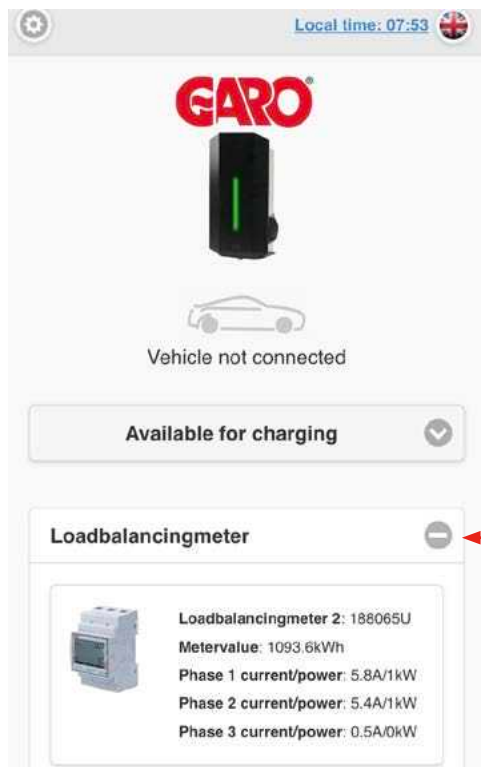 Local time: 07:53
GARO®
Vehicle not connected
Available for charging
Loadbalancingmeter
Loadbalancingmeter 2: 188065U
Metervalue: 1093.6kWh
Phase 1 current/power: 5.8A/1kW
Phase 2 current/power: 5.4A/1kW
Phase 3 current/power: 0.5A/0kW